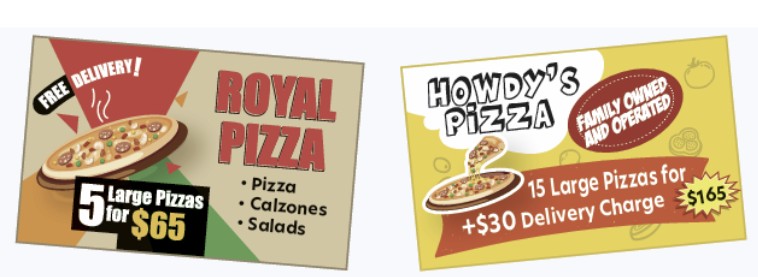 FREE DELIVERY!
ROYAL
PIZZA
• Pizza
• Calzones
• Salads
5 Large Pizzas
for $65
HOWDY'S
PIZZA
FAMILY OWNED
AND OPERATED
15 Large Pizzas for
+$30 Delivery Charge
$165